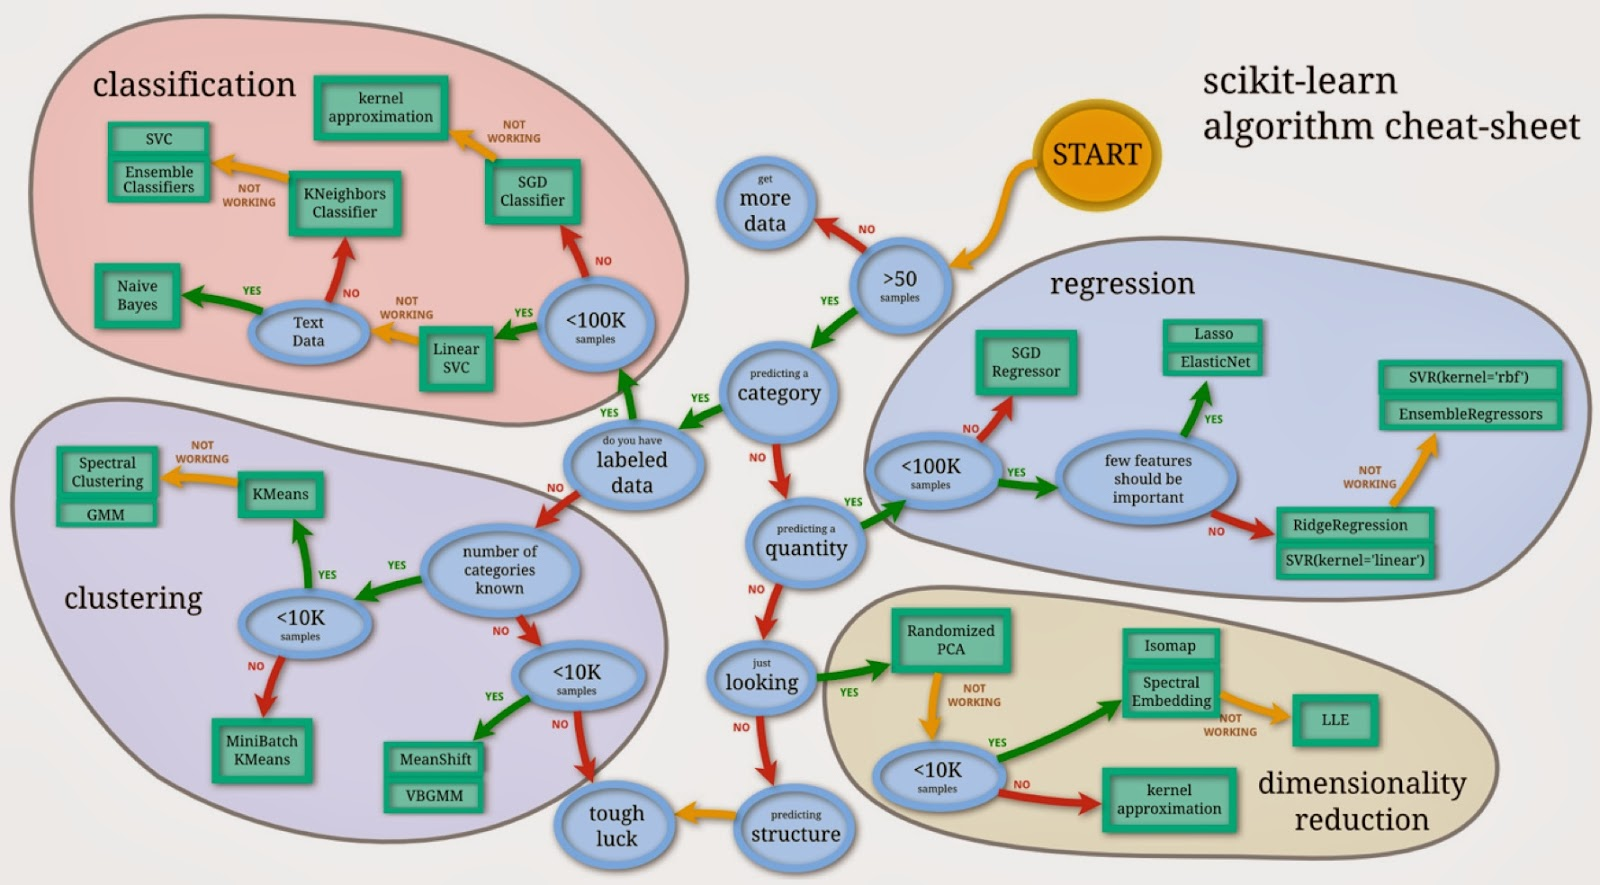 scikit-learn
algorithm cheat-sheet
START
classification
kernel
approximation
NOT
WORKING
SVC
Ensemble
Classifiers
NOT
WORKING
KNeighbors
Classifier
SGD
Classifier
NO
Naive
Bayes
YES
NO
Text
Data
NOT
WORKING
Linear
SVC
YES
<100K
samples
get
more
data
NO
>50
samples
YES
predicting a
category
YES
NO
YES
do you have
labeled
data
NO
predicting a
quantity
YES
NO
just
looking
YES
NO
predicting
structure
tough
luck
regression
SGD
Regressor
NO
<100K
samples
YES
few features
should be
important
YES
Lasso
ElasticNet
NO
RidgeRegression
SVR(kernel='linear')
NOT
WORKING
SVR(kernel='rbf')
EnsembleRegressors
clustering
Spectral
Clustering
GMM
NOT
WORKING
KMeans
YES
<10K
samples
YES
number of
categories
known
NO
NO
MiniBatch
KMeans
<10K
samples
YES
NO
MeanShift
VBGMM
dimensionality
reduction
Randomized
PCA
NOT
WORKING
<10K
samples
YES
Isomap
Spectral
Embedding
NOT
WORKING
LLE
NO
kernel
approximation